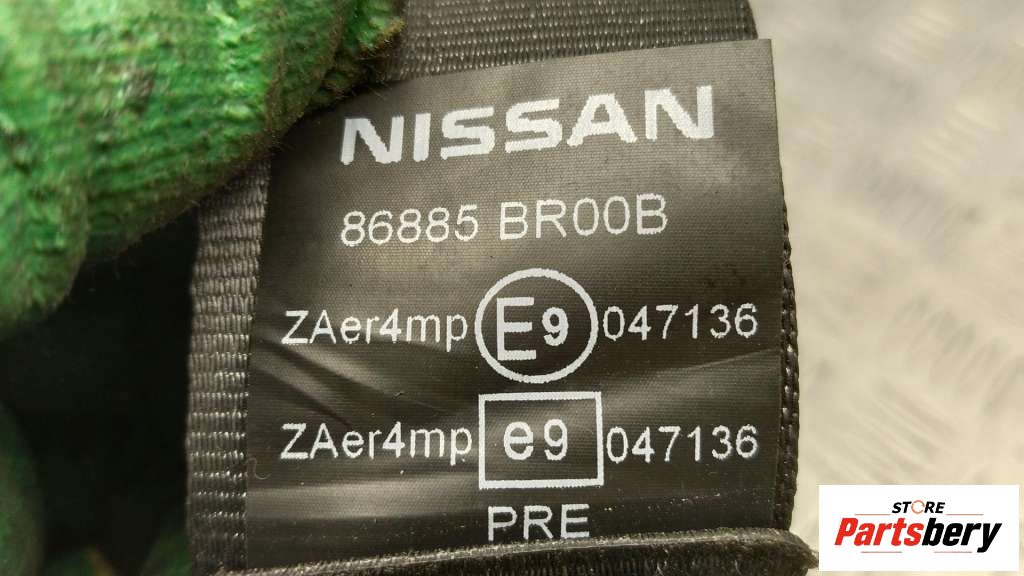 NISSAN
86885 BR00B
ZAer4mp E9 047136
ZAer4mp e9 047136
PRE
STORE
Partsbery